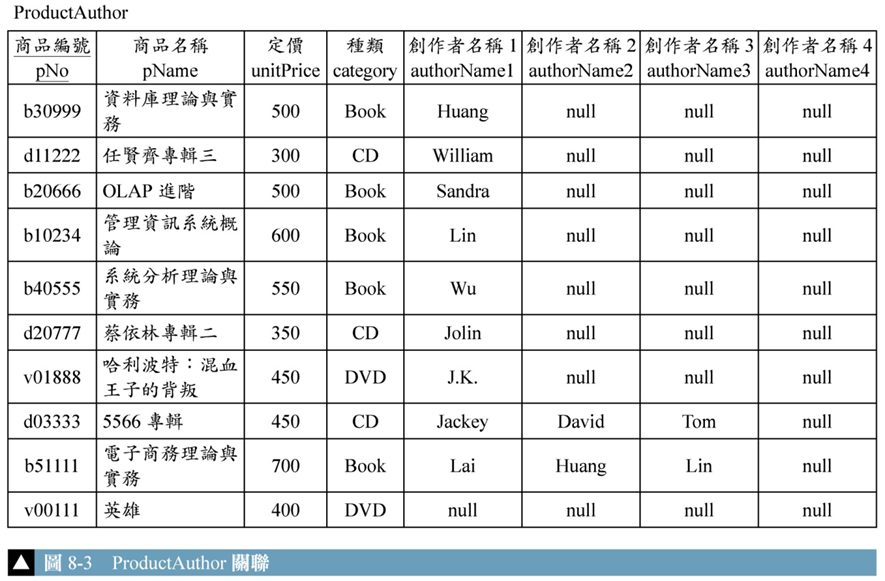 ProductAuthor
商品編號 商品名稱 定價 種類 創作者名稱 1 創作者名稱 2 創作者名稱 3 創作者名稱 4
pNo pName unitPrice category authorName1 authorName2 authorName3 authorName4
b30999 資料庫理論與實 500 Book Huang null null null
務
d11222 任賢齊專輯三 300 CD William null null null
b20666 OLAP 進階 500 Book Sandra null null null
b10234 管理資訊系統概 600 Book Lin null null null
論
b40555 系統分析理論與 550 Book Wu null null null
實務
d20777 蔡依林專輯二 350 CD Jolin null null null
v01888 哈利波特：混血 450 DVD J.K. null null null
王子的背叛
d03333 5566 專輯 450 CD Jackey David Tom null
b51111 電子商務理論與 700 Book Lai Huang Lin null
實務
v00111 英雄 400 DVD null null null null
▲ 圖 8-3 ProductAuthor 關聯